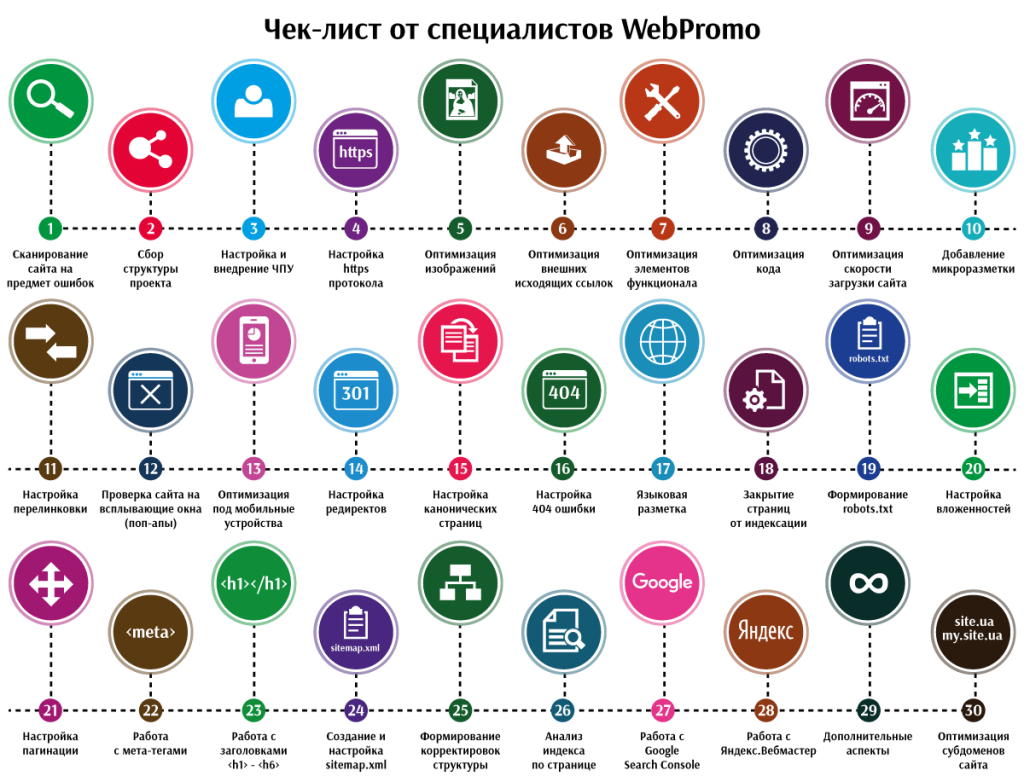 Чек-лист от специалистов WebPromo
https
1
2
3
4
5
6
7
8
9
10
Сканирование
сайта на
предмет ошибок
Сбор
структуры
проекта
Настройка и
внедрение ЧПУ
Настройка
https
протокола
Оптимизация
изображений
Оптимизация
внешних
исходящих ссылок
Оптимизация
элементов
функционала
Оптимизация
кода
Оптимизация
скорости
загрузки сайта
Добавление
микроразметки
301
404
robots.txt
11
12
13
14
15
16
17
18
19
20
Настройка
перелинковки
Проверка сайта на
всплывающие окна
(поп-апы)
Оптимизация
под мобильные
устройства
Настройка
редиректов
Настройка
канонических
страниц
Настройка
404 ошибки
Языковая
разметка
Закрытие
страниц
от индексации
Формирование
robots.txt
Настройка
вложенностей
<meta>
<h1></h1>
sitemap.xml
Google
Яндекс
site.ua
my.site.ua
21
22
23
24
25
26
27
28
29
30
Настройка
пагинации
Работа
с мета-тегами
Работа с
заголовками
<h1> - <h6>
Создание и
настройка
sitemap.xml
Формирование
корректировок
структуры
Анализ
индекса
по странице
Работа с
Google
Search Console
Работа с
Яндекс.Вебмастер
Дополнительные
аспекты
Оптимизация
субдоменов
сайта